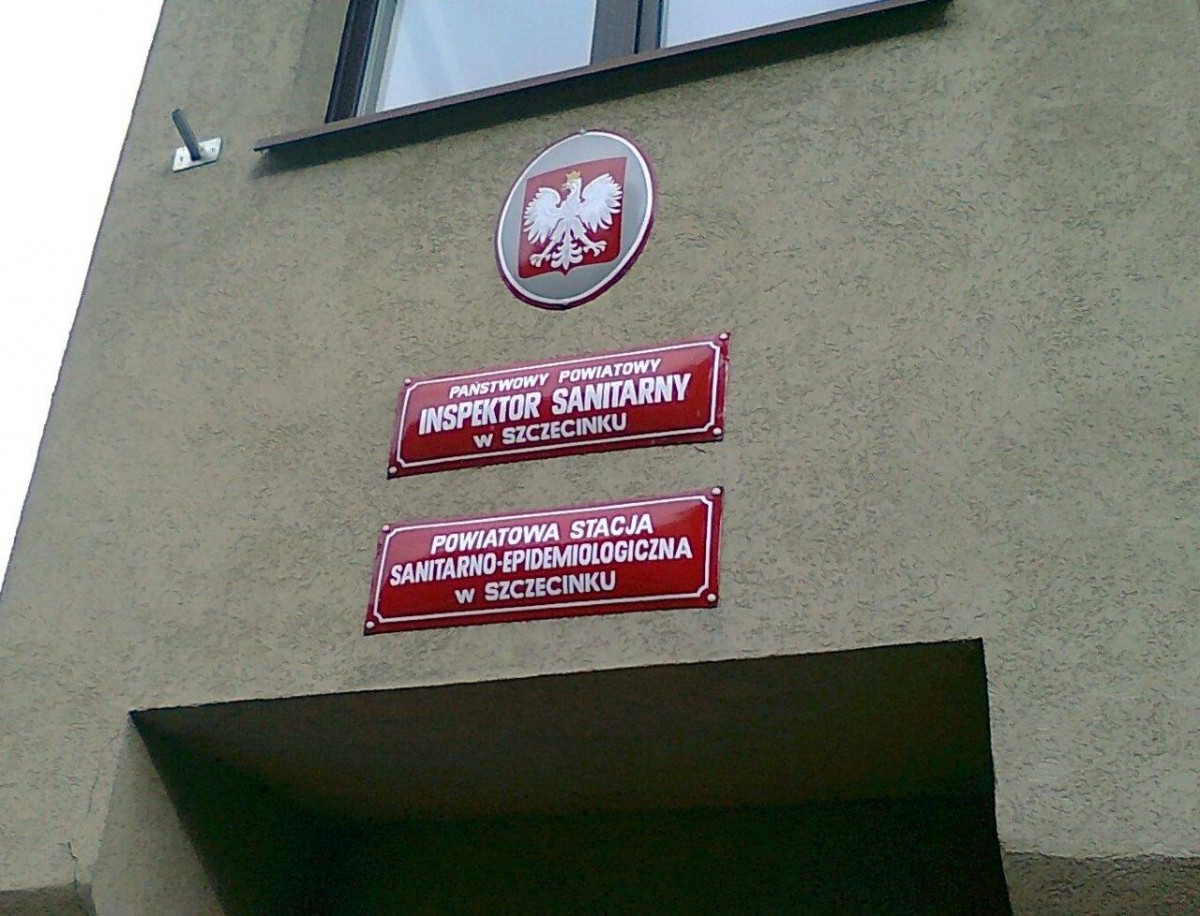 PAŃSTWOWY POWIATOWY
INSPEKTOR SANITARNY
w SZCZECINKU
POWIATOWA STACJA
SANITARNO-EPIDEMIOLOGICZNA
w SZCZECINKU